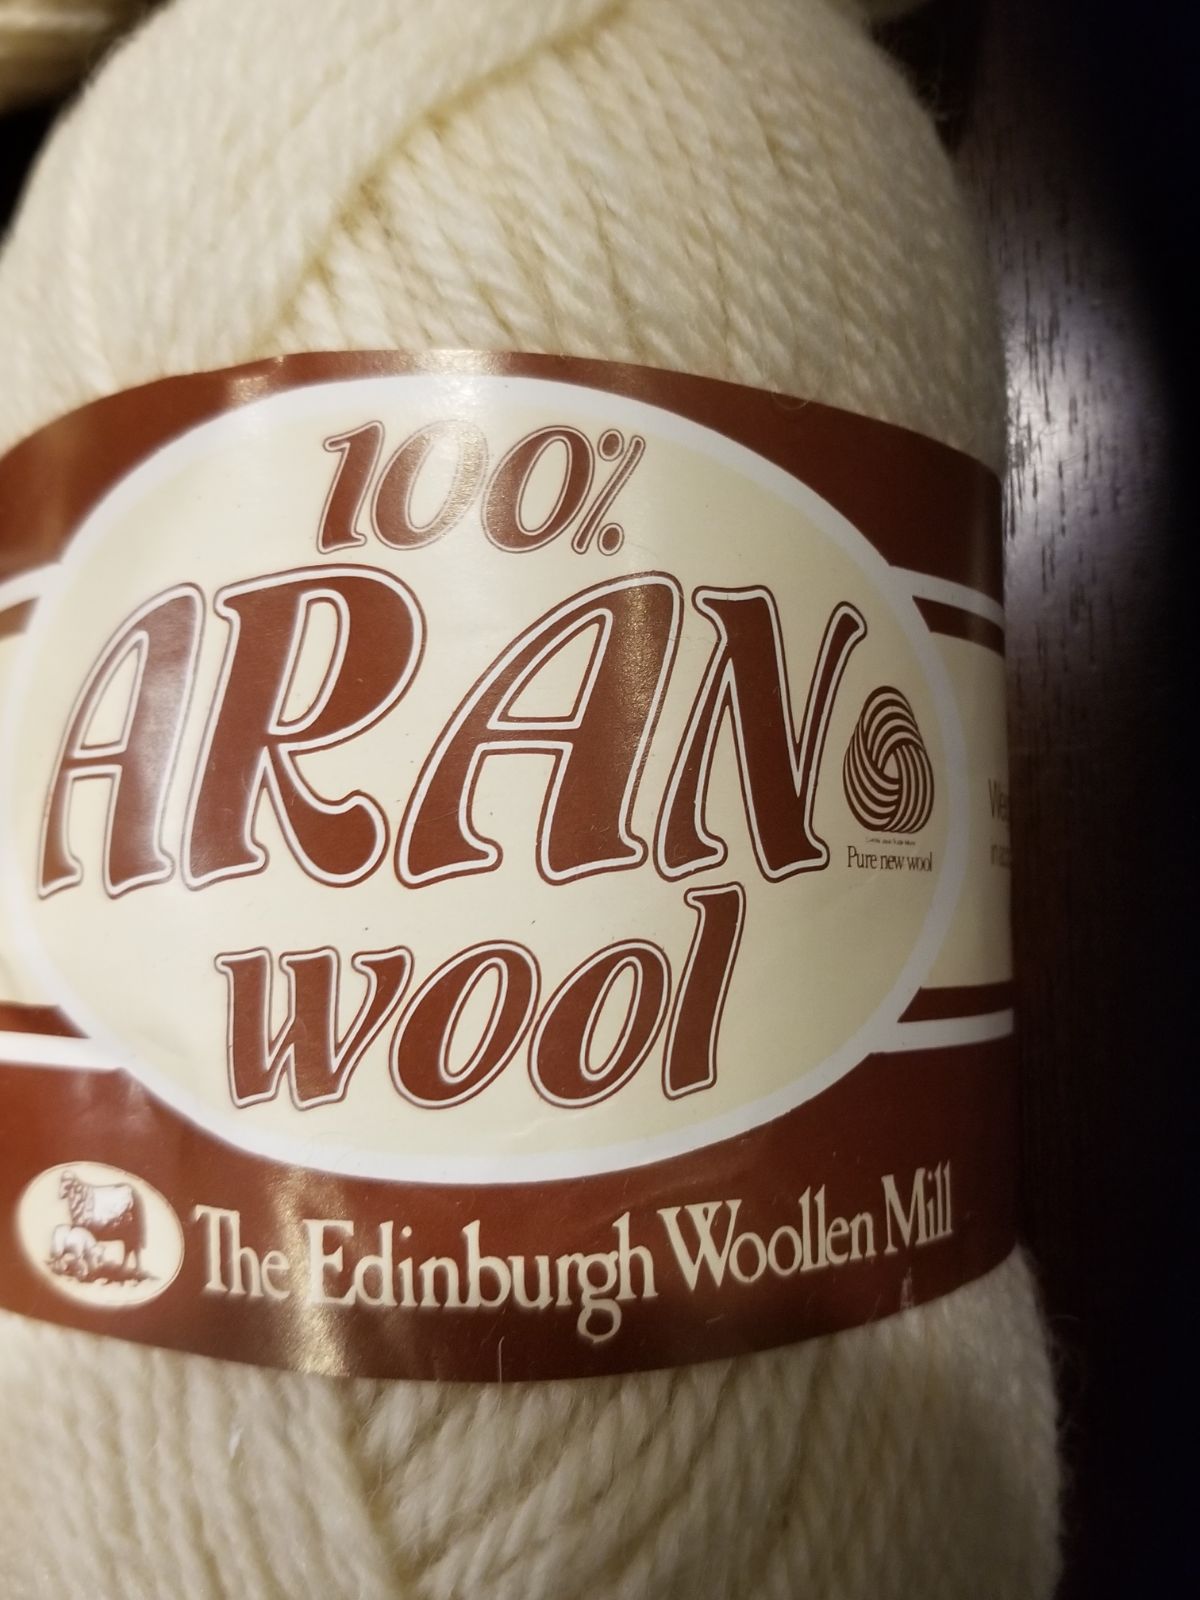 100%
ARAN
wool
Pure new wool
The Edinburgh Woollen Mill